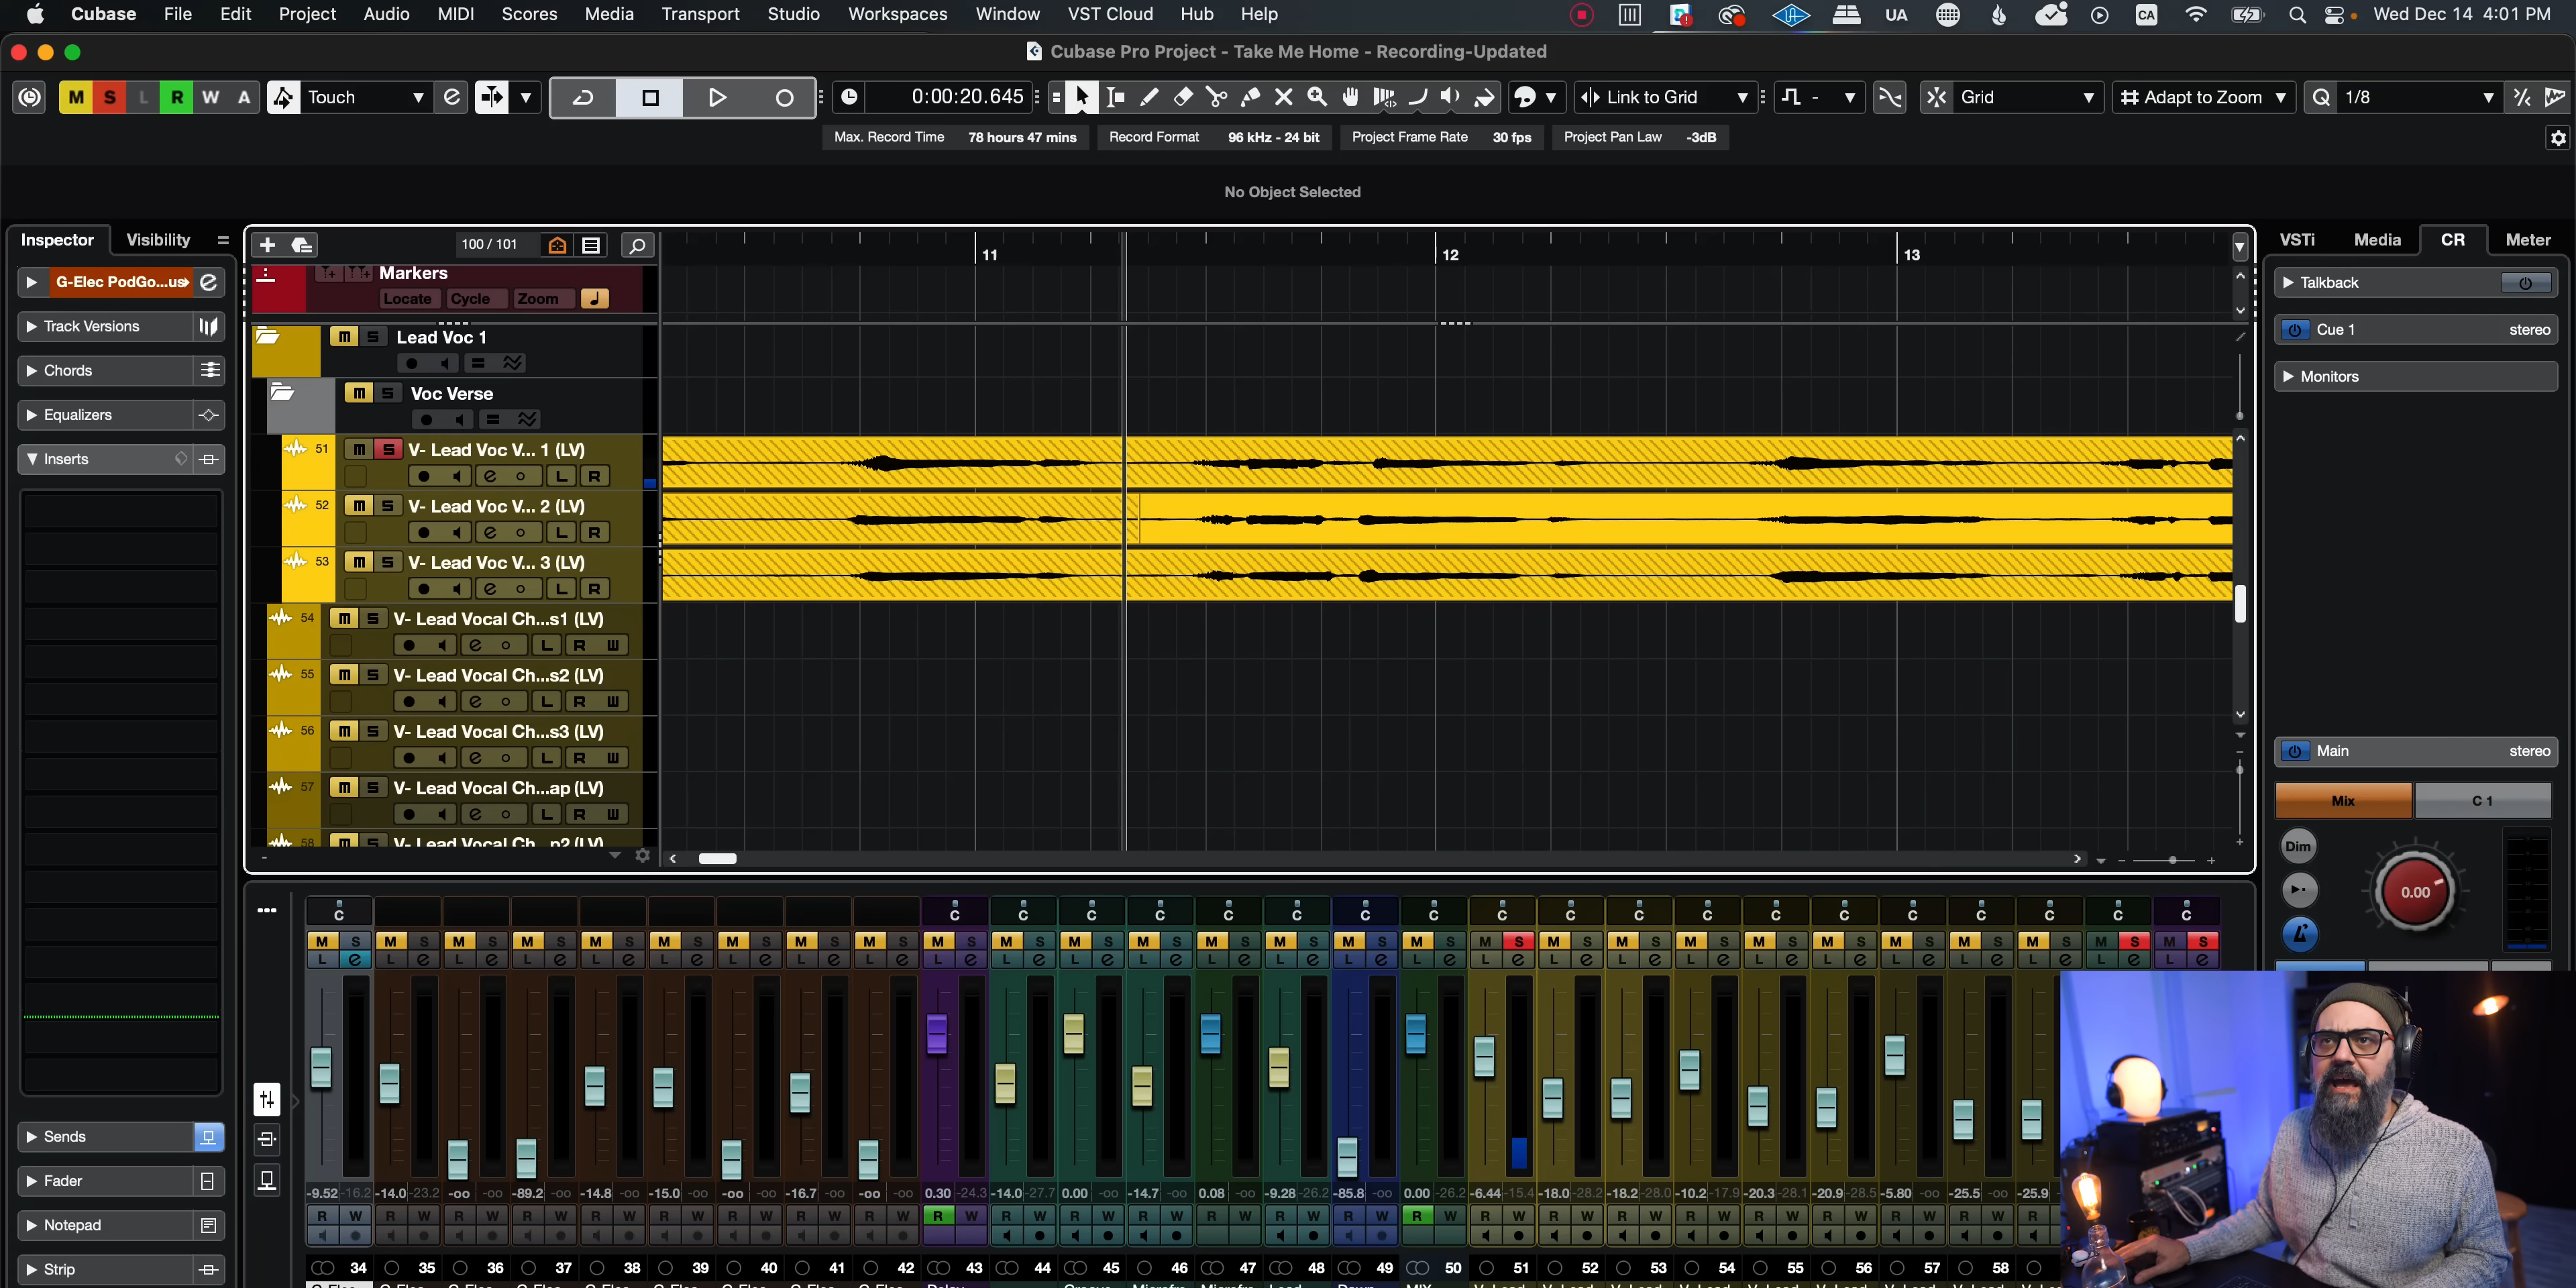 Cubase File Edit Project Audio MIDI Scores Media Transport Studio Workspaces Window VST Cloud Hub Help UA CA Wed Dec 14 4:01 PM
Cubase Pro Project - Take Me Home - Recording-Updated
M S L R W A Touch 0:00:20.645 Link to Grid - Grid Adapt to Zoom Q 1/8
Max. Record Time 78 hours 47 mins Record Format 96 kHz - 24 bit Project Frame Rate 30 fps Project Pan Law -3dB
No Object Selected
Inspector Visibility
100 / 101
11 12 13
VSTi Media CR Meter
G-Elec PodGo...us
Track Versions
Chords
Equalizers
Inserts
Sends
Fader
Notepad
Strip
Markers
Locate Cycle Zoom
m S Lead Voc 1
m S Voc Verse
51 m S V- Lead Voc V... 1 (LV)
L R
52 m S V- Lead Voc V... 2 (LV)
L R
53 m S V- Lead Voc V... 3 (LV)
L R
54 m S V- Lead Vocal Ch...s1 (LV)
L R W
55 m S V- Lead Vocal Ch...s2 (LV)
L R W
56 m S V- Lead Vocal Ch...s3 (LV)
L R W
57 m S V- Lead Vocal Ch...ap (LV)
L R W
58 m S V- Lead Vocal Ch...p2 (LV)
Talkback
Cue 1 stereo
Monitors
Main stereo
Mix C 1
Dim
0.00
C C C C C C C C C C C C C C C C C C C
M S M S M S M S M S M S M S M S M S M S M S M S M S M S M S M S M S M S M S M S M S M S M S M S M S M S M S M S
L e L e L e L e L e L e L e L e L e L e L e L e L e L e L e L e L e L e L e L e L e L e L e L e L e L e L e L e
-9.52 -16.2 -14.0 -23.2 -oo -oo -89.2 -oo -14.8 -oo -15.0 -oo -oo -oo -16.7 -oo -oo -oo 0.30 -24.3 -14.0 -27.7 0.00 -oo -14.7 -oo 0.08 -oo -9.28 -26.2 -85.8 -oo 0.00 -26.2 -6.44 -15.4 -18.0 -28.2 -18.2 -28.0 -10.2 -17.9 -20.3 -28.1 -20.9 -28.5 -5.80 -oo -25.5 -oo -25.9
R W R W R W R W R W R W R W R W R W R W R W R W R W R W R W R W R W R W R W R W R W R W R W R W R W R
34 35 36 37 38 39 40 41 42 43 44 45 46 47 48 49 50 51 52 53 54 55 56 57 58